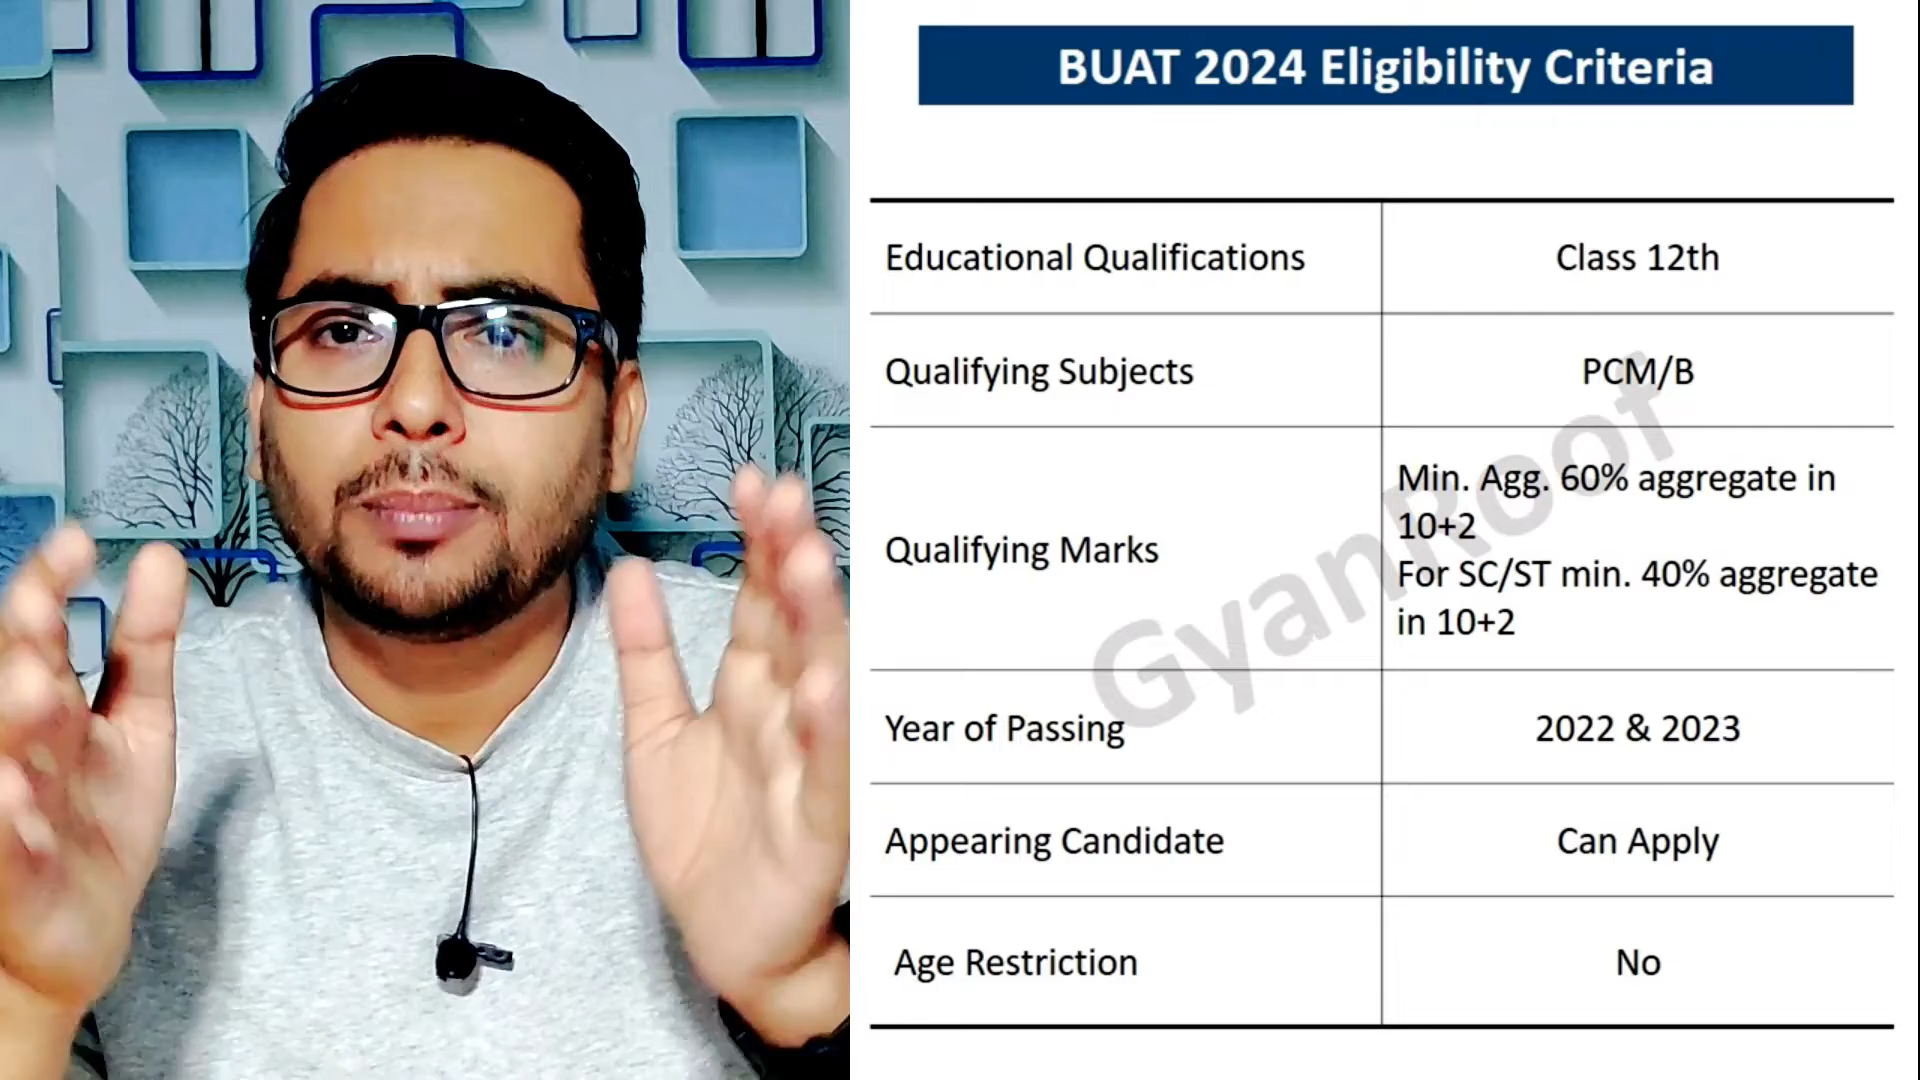 BUAT 2024 Eligibility Criteria
Educational Qualifications
Class 12th
Qualifying Subjects
PCM/B
Qualifying Marks
Min. Agg. 60% aggregate in
10+2
For SC/ST min. 40% aggregate
in 10+2
Year of Passing
2022 & 2023
Appearing Candidate
Can Apply
Age Restriction
No
GyanRoof